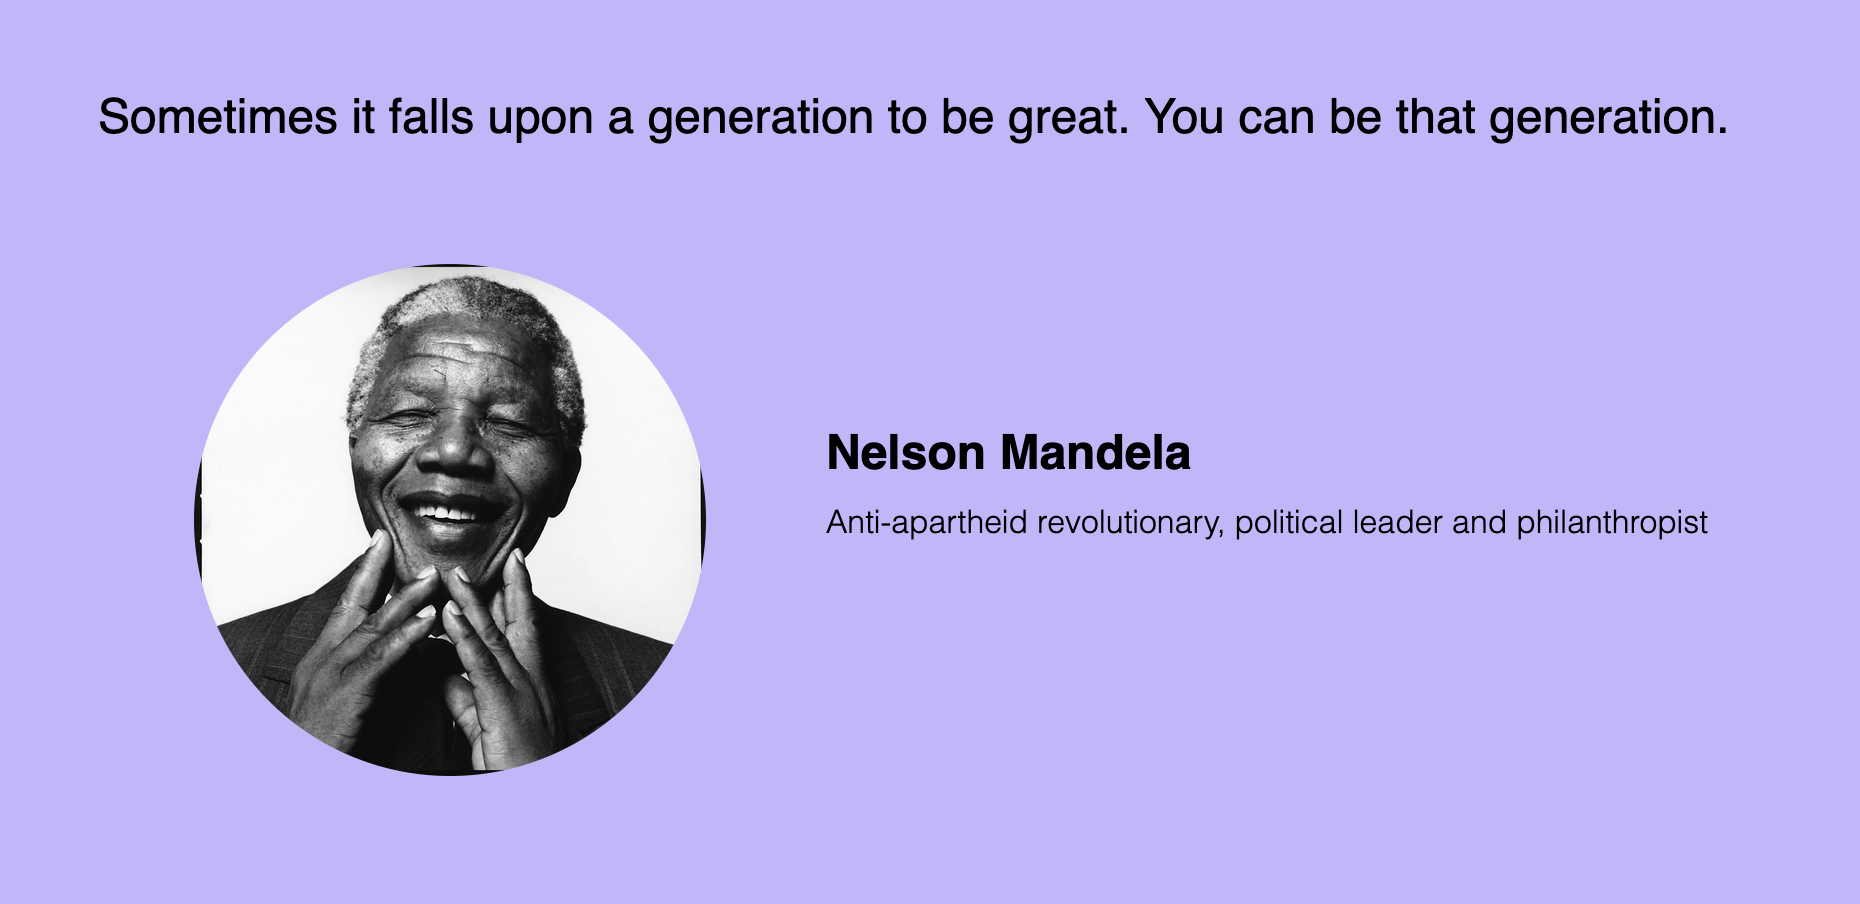 Sometimes it falls upon a generation to be great. You can be that generation.
Nelson Mandela
Anti-apartheid revolutionary, political leader and philanthropist